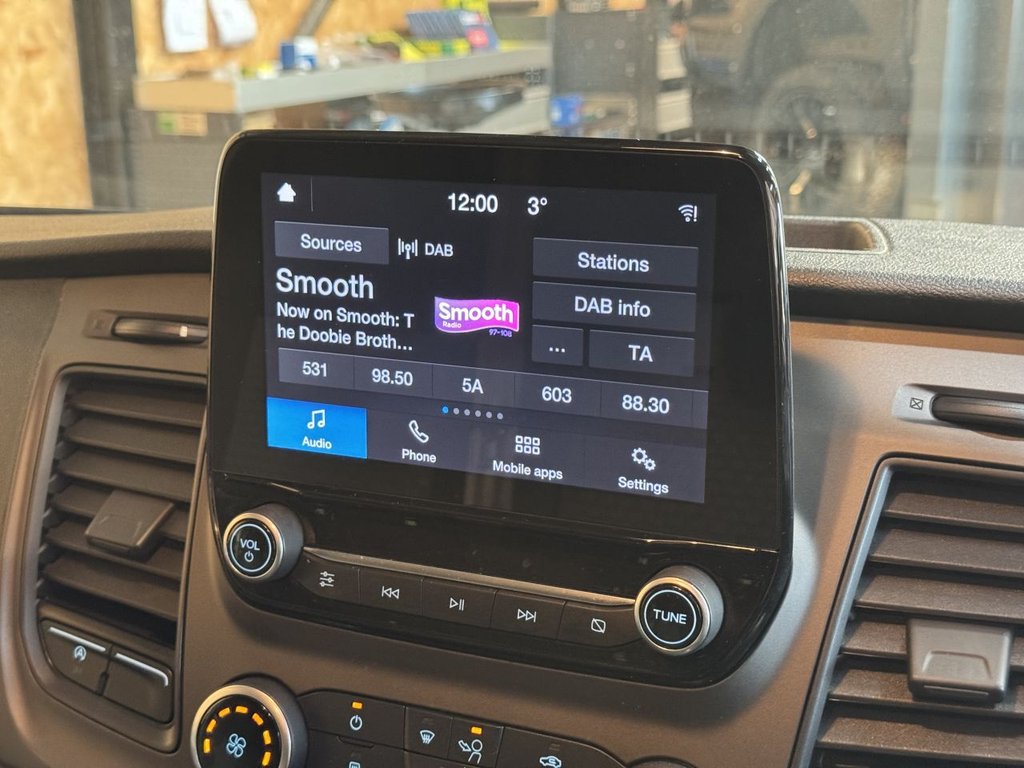 12:00 3°
Sources DAB
Stations
Smooth
DAB info
Now on Smooth: T
he Doobie Broth...
Smooth
Radio
97-108
... TA
531 98.50 5A 603 88.30
Audio Phone Mobile apps Settings
VOL
TUNE
A